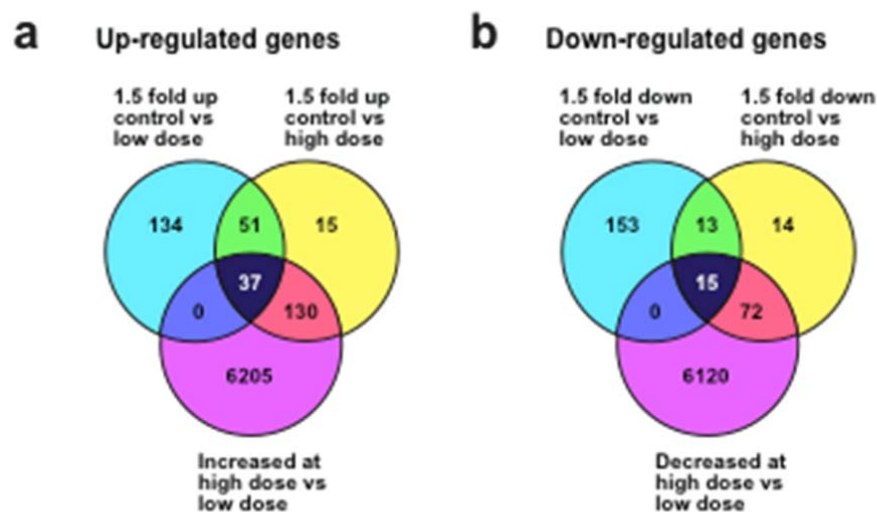 a Up-regulated genes
1.5 fold up
control vs
low dose
1.5 fold up
control vs
high dose
134
51
15
37
0
130
6205
Increased at
high dose vs
low dose
b Down-regulated genes
1.5 fold down
control vs
low dose
1.5 fold down
control vs
high dose
153
13
14
15
0
72
6120
Decreased at
high dose vs
low dose